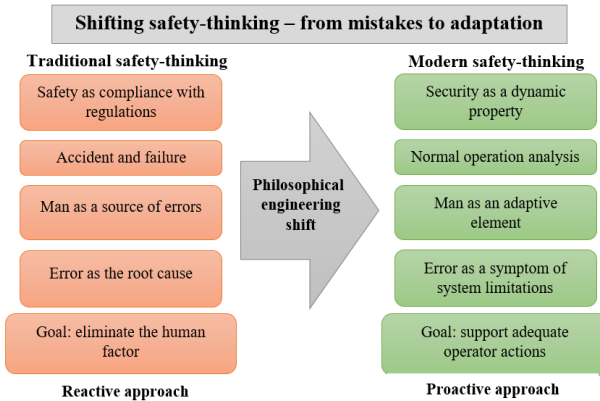 Shifting safety-thinking – from mistakes to adaptation
Traditional safety-thinking
Safety as compliance with
regulations
Accident and failure
Man as a source of errors
Error as the root cause
Goal: eliminate the human
factor
Reactive approach
Philosophical
engineering
shift
Modern safety-thinking
Security as a dynamic
property
Normal operation analysis
Man as an adaptive
element
Error as a symptom of
system limitations
Goal: support adequate
operator actions
Proactive approach